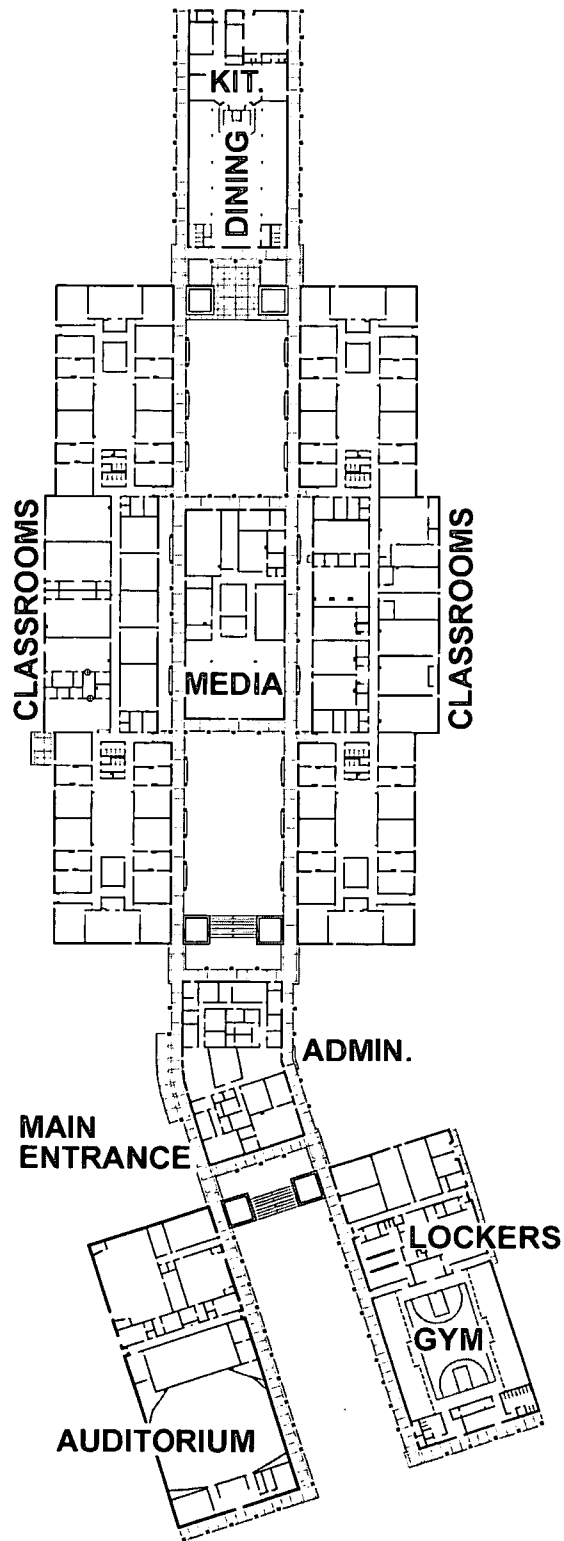 KIT.
DINING
CLASSROOMS
CLASSROOMS
MEDIA
ADMIN.
MAIN
ENTRANCE
LOCKERS
GYM
AUDITORIUM